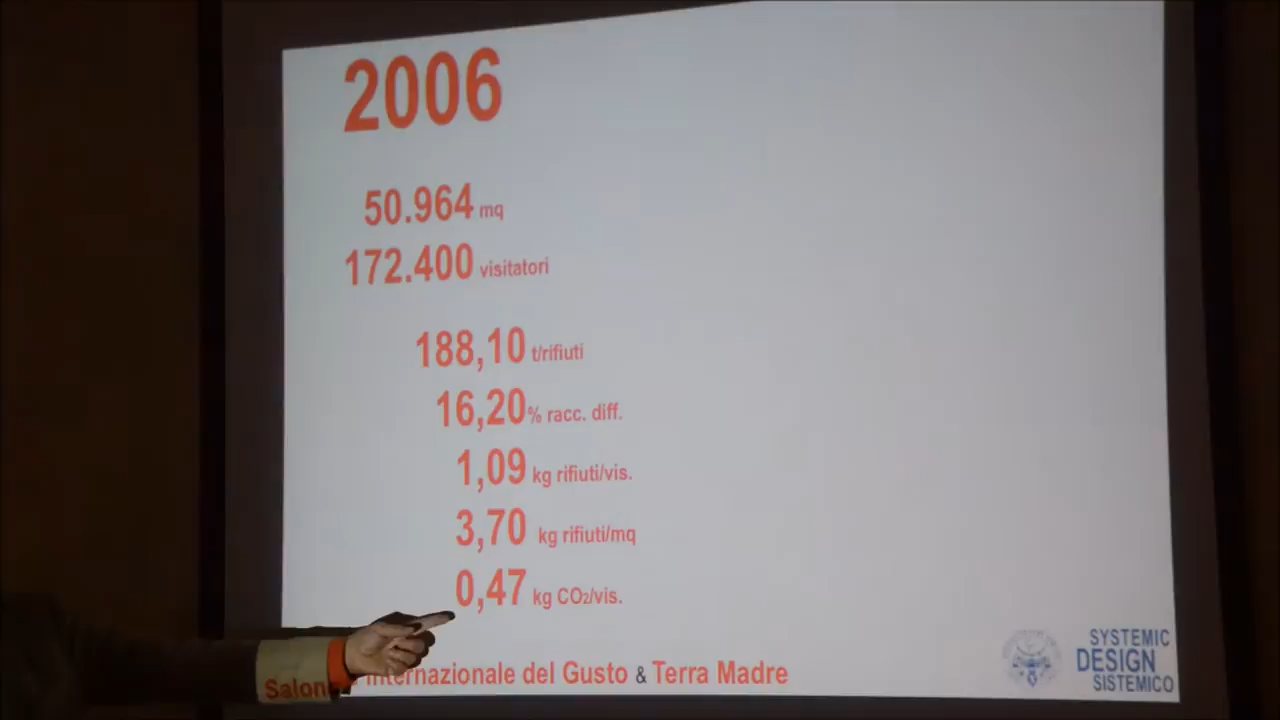 2006
50.964 mq
172.400 visitatori
188,10 t/rifiuti
16,20% racc. diff.
1,09 kg rifiuti/vis.
3,70 kg rifiuti/mq
0,47 kg CO2/vis.
Salone Internazionale del Gusto & Terra Madre
SYSTEMIC
DESIGN
SISTEMICO